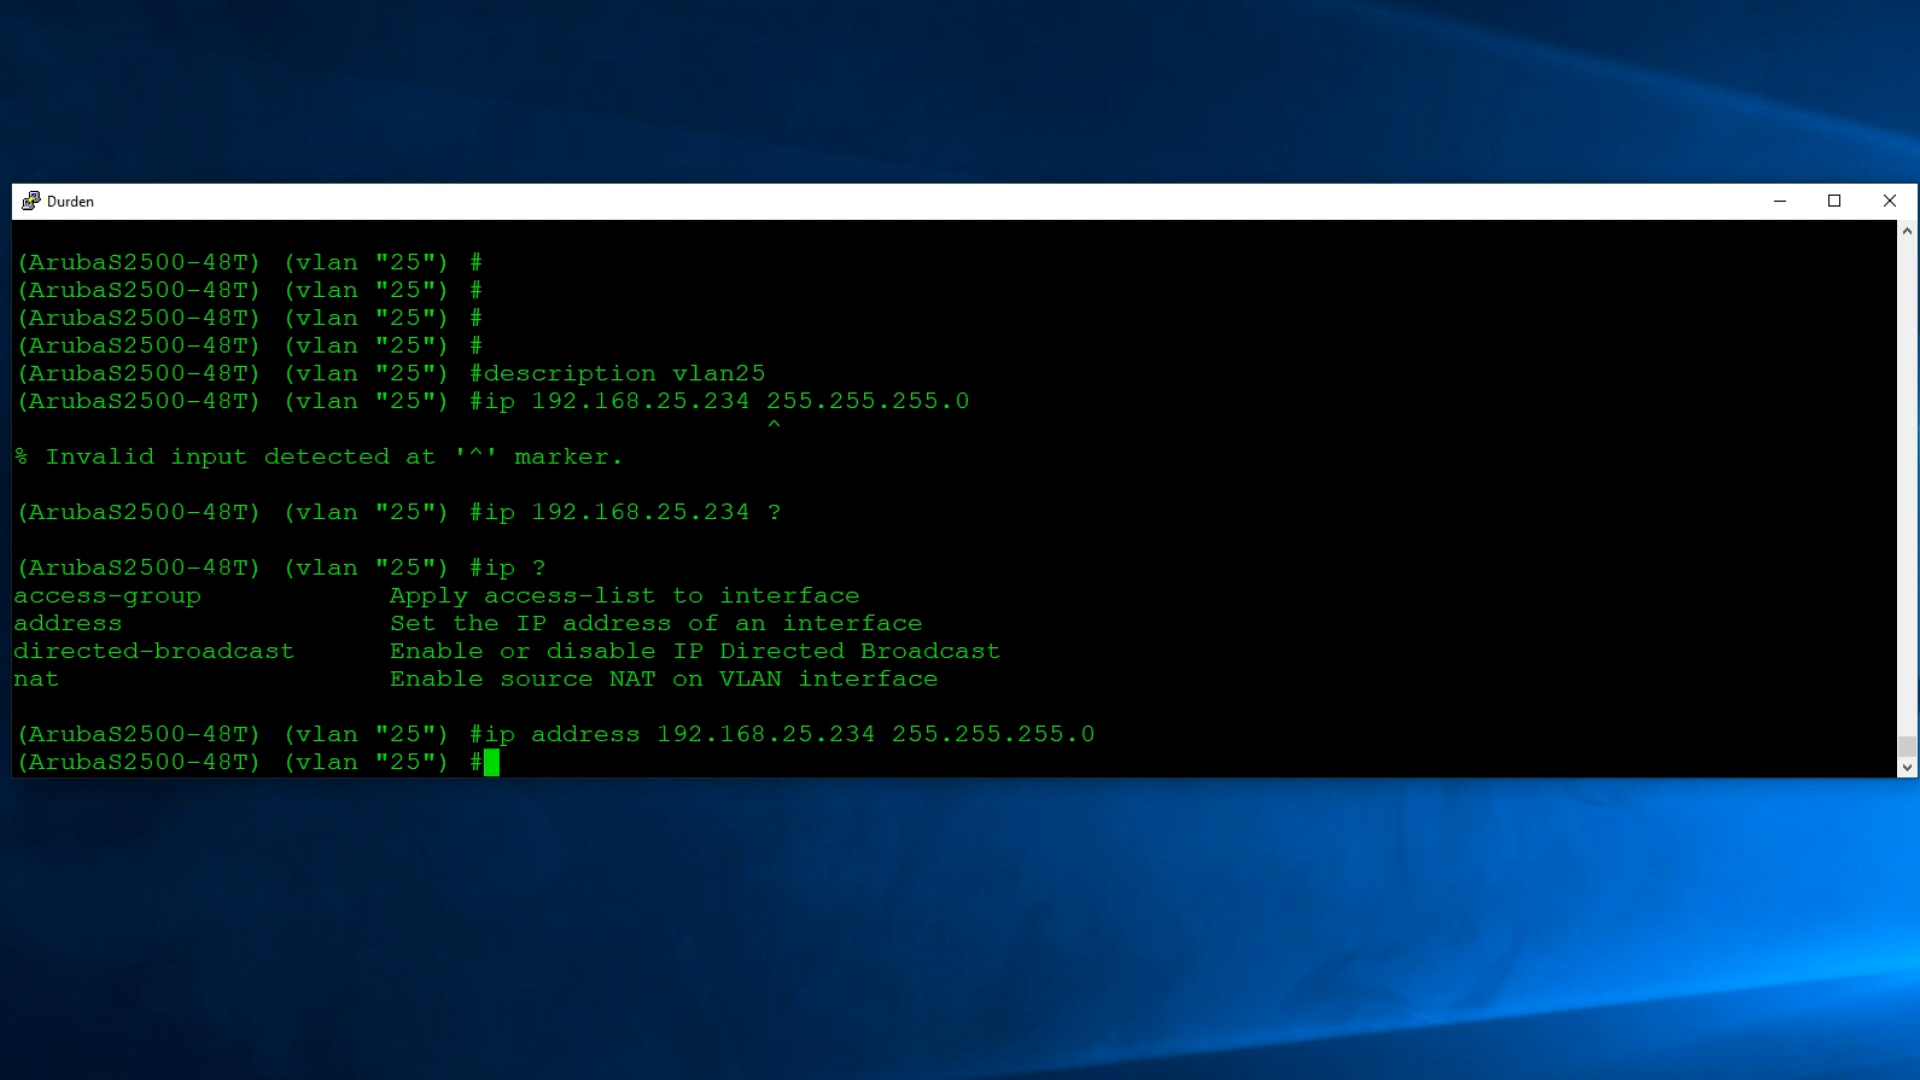 Durden
(ArubaS2500-48T) (vlan "25") #
(ArubaS2500-48T) (vlan "25") #
(ArubaS2500-48T) (vlan "25") #
(ArubaS2500-48T) (vlan "25") #
(ArubaS2500-48T) (vlan "25") #description vlan25
(ArubaS2500-48T) (vlan "25") #ip 192.168.25.234 255.255.255.0
^
% Invalid input detected at '^' marker.
(ArubaS2500-48T) (vlan "25") #ip 192.168.25.234 ?
(ArubaS2500-48T) (vlan "25") #ip ?
access-group Apply access-list to interface
address Set the IP address of an interface
directed-broadcast Enable or disable IP Directed Broadcast
nat Enable source NAT on VLAN interface
(ArubaS2500-48T) (vlan "25") #ip address 192.168.25.234 255.255.255.0
(ArubaS2500-48T) (vlan "25") #